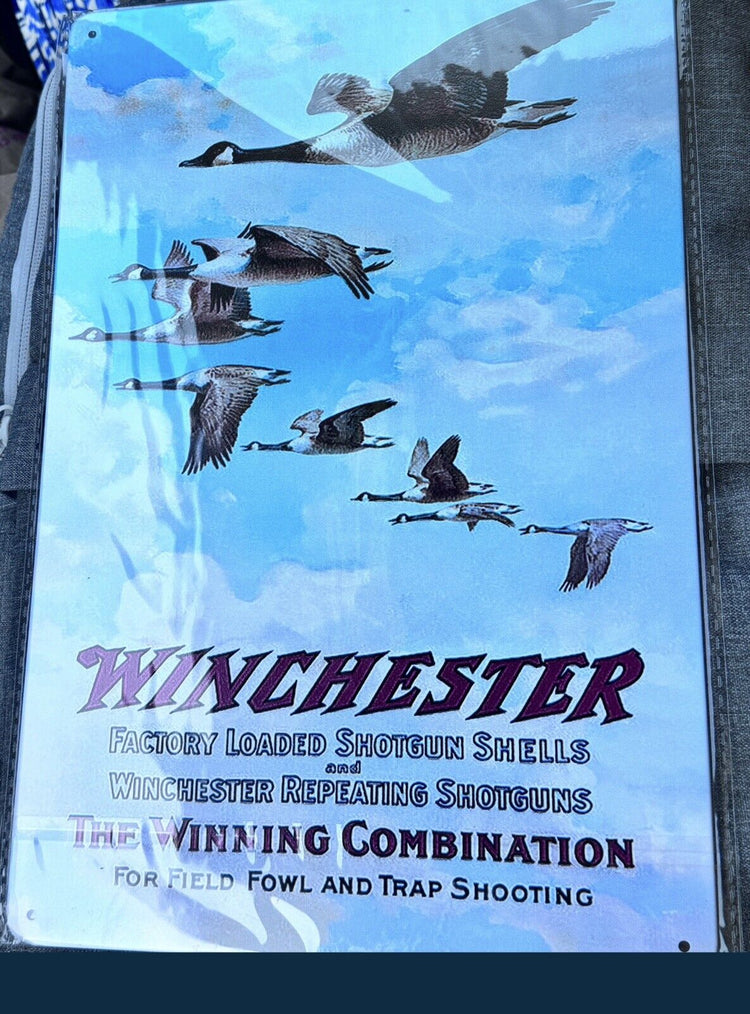 WINCHESTER
FACTORY LOADED SHOTGUN SHELLS
and
WINCHESTER REPEATING SHOTGUNS
THE WINNING COMBINATION
FOR FIELD FOWL AND TRAP SHOOTING